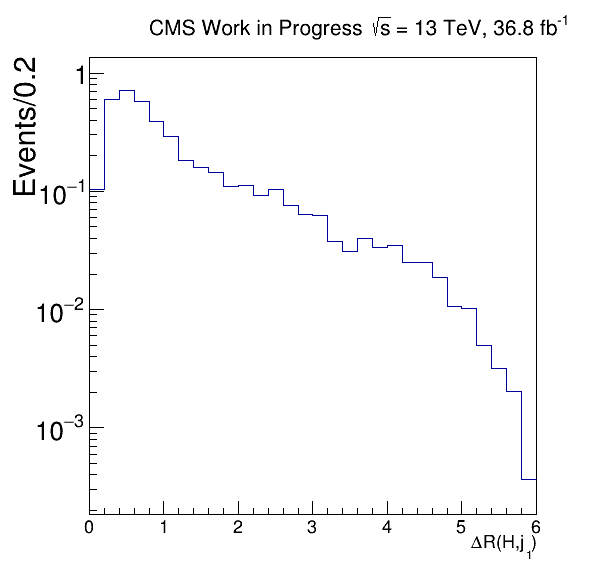 CMS Work in Progress √s = 13 TeV, 36.8 fb⁻¹
Events/0.2
1
10⁻¹
10⁻²
10⁻³
0 1 2 3 4 5 6
ΔR(H,j₁)